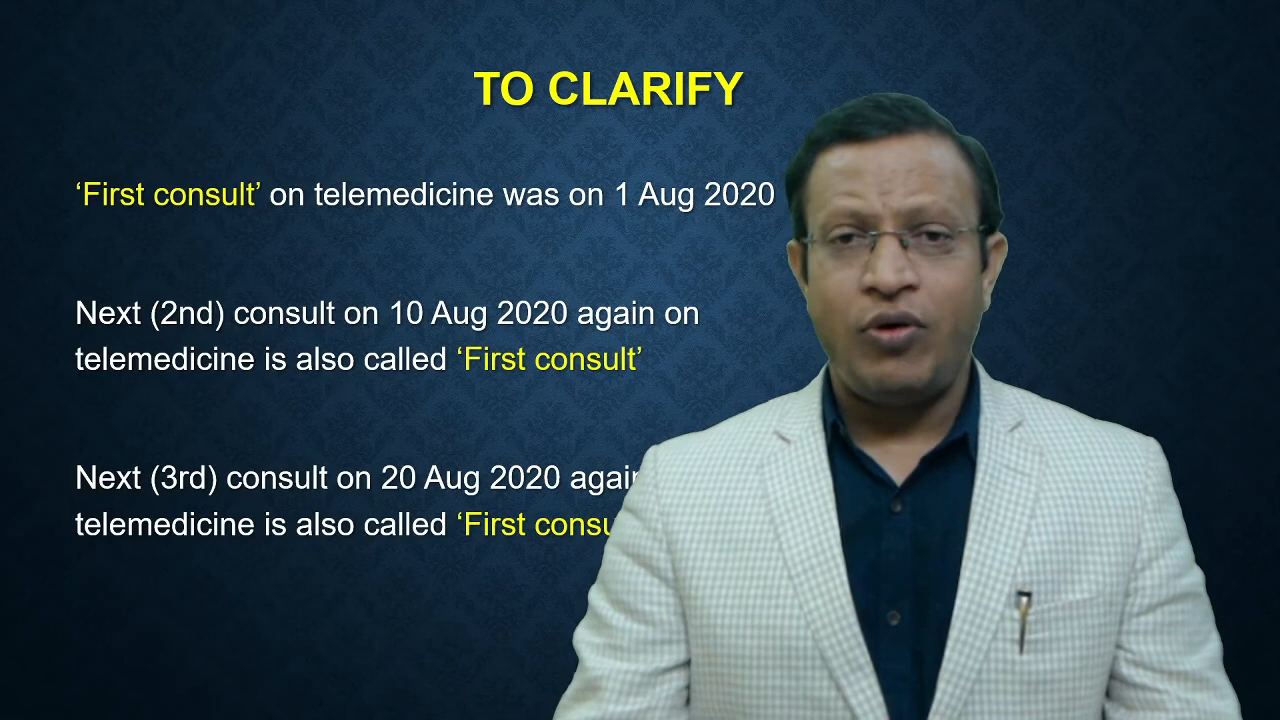 TO CLARIFY
‘First consult’ on telemedicine was on 1 Aug 2020
Next (2nd) consult on 10 Aug 2020 again on
telemedicine is also called ‘First consult’
Next (3rd) consult on 20 Aug 2020
telemedicine is also called ‘First